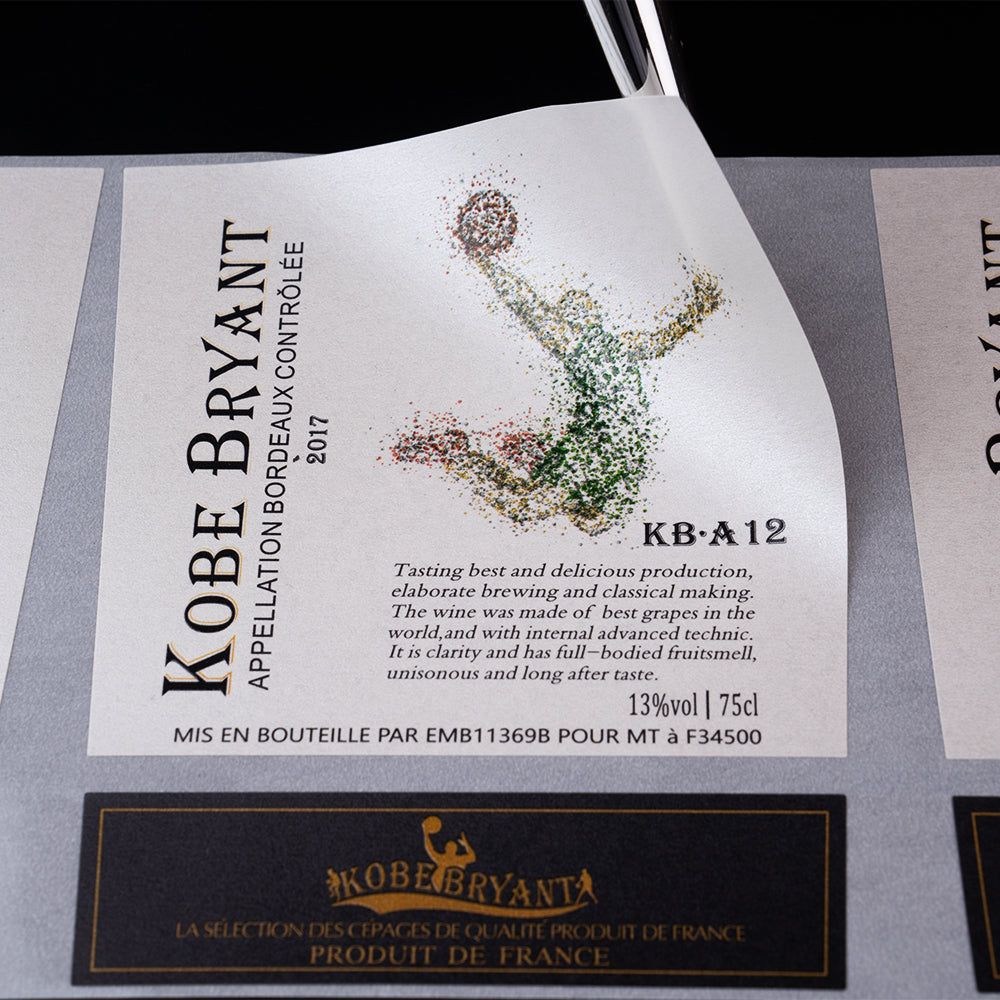 KOBE BRYANT
APPELLATION BORDEAUX CONTRÔLÉE
2017
KB·A12
Tasting best and delicious production,
elaborate brewing and classical making.
The wine was made of best grapes in the
world,and with internal advanced technic.
It is clarity and has full-bodied fruitsmell,
unisonous and long after taste.
13%vol | 75cl
MIS EN BOUTEILLE PAR EMB11369B POUR MT à F34500
KOBE BRYANT
LA SÉLECTION DES CÉPAGES DE QUALITÉ PRODUIT DE FRANCE
PRODUIT DE FRANCE